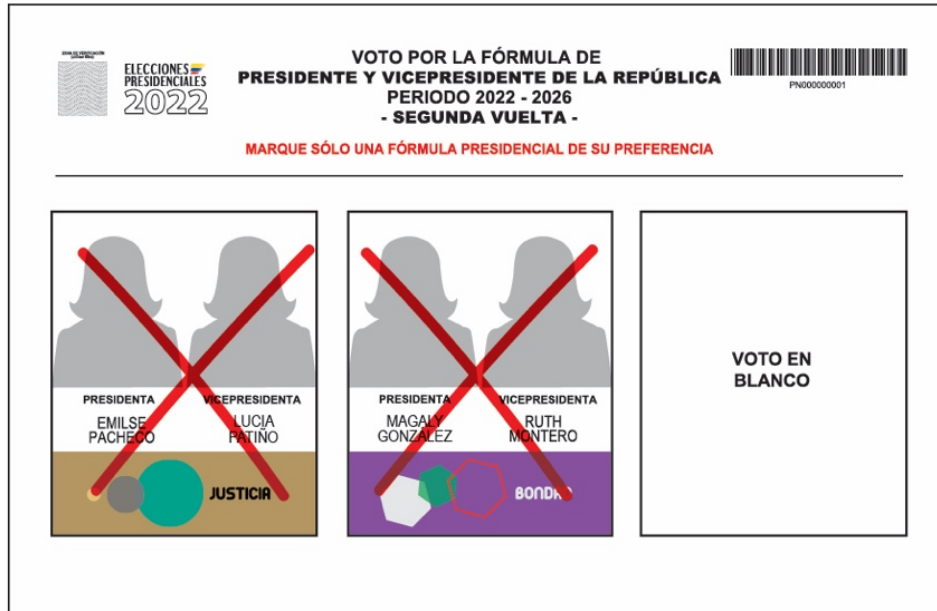 ELECCIONES
PRESIDENCIALES
2022
VOTO POR LA FÓRMULA DE
PRESIDENTE Y VICEPRESIDENTE DE LA REPÚBLICA
PERIODO 2022 - 2026
- SEGUNDA VUELTA -
PN000000001
MARQUE SÓLO UNA FÓRMULA PRESIDENCIAL DE SU PREFERENCIA
PRESIDENTA
VICEPRESIDENTA
EMILSE
PACHECO
LUCIA
PATIÑO
JUSTICIA
PRESIDENTA
VICEPRESIDENTA
MAGALY
GONZÁLEZ
RUTH
MONTERO
BONDAD
VOTO EN
BLANCO